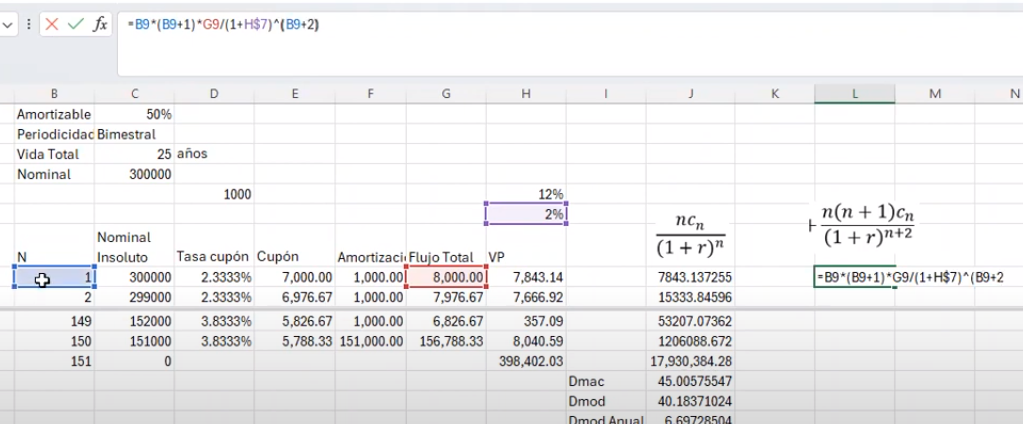 fx =B9*(B9+1)*G9/(1+H$7)^(B9+2)
B C D E F G H I J K L M N
Amortizable 50%
Periodicidad Bimestral
Vida Total 25 años
Nominal 300000
1000 12%
2%
nc_n/(1 + r)^n n(n + 1)c_n/(1 + r)^{n+2}
Nominal
N Insoluto Tasa cupón Cupón Amortizaci Flujo Total VP
1 300000 2.3333% 7,000.00 1,000.00 8,000.00 7,843.14 7843.137255 =B9*(B9+1)*G9/(1+H$7)^(B9+2
2 299000 2.3333% 6,976.67 1,000.00 7,976.67 7,666.92 15333.84596
149 152000 3.8333% 5,826.67 1,000.00 6,826.67 357.09 53207.07362
150 151000 3.8333% 5,788.33 151,000.00 156,788.33 8,040.59 1206088.672
151 0 398,402.03 17,930,384.28
Dmac 45.00575547
Dmod 40.18371024
Dmod Anual 6.69728504